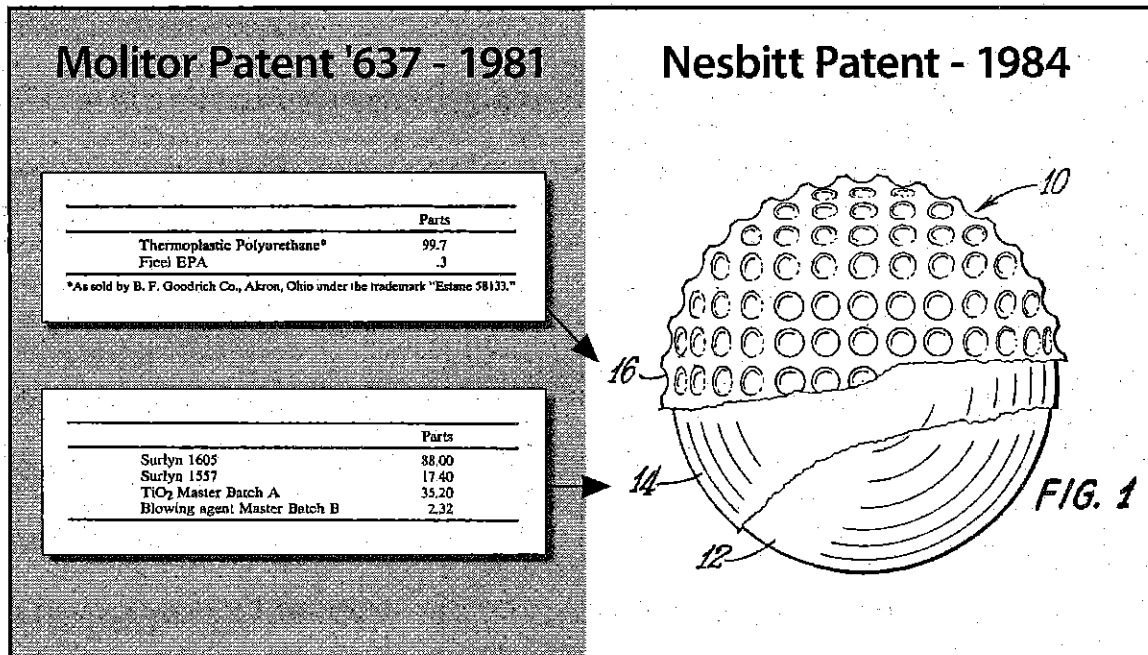 Molitor Patent '637 - 1981
Parts
Thermoplastic Polyurethane* 99.7
Ficel EPA .3
*As sold by B. F. Goodrich Co., Akron, Ohio under the trademark "Estane 58133."
Parts
Surlyn 1605 88.00
Surlyn 1557 17.40
TiO₂ Master Batch A 35.20
Blowing agent Master Batch B 2.32
Nesbitt Patent - 1984
10
16
14
12
FIG. 1